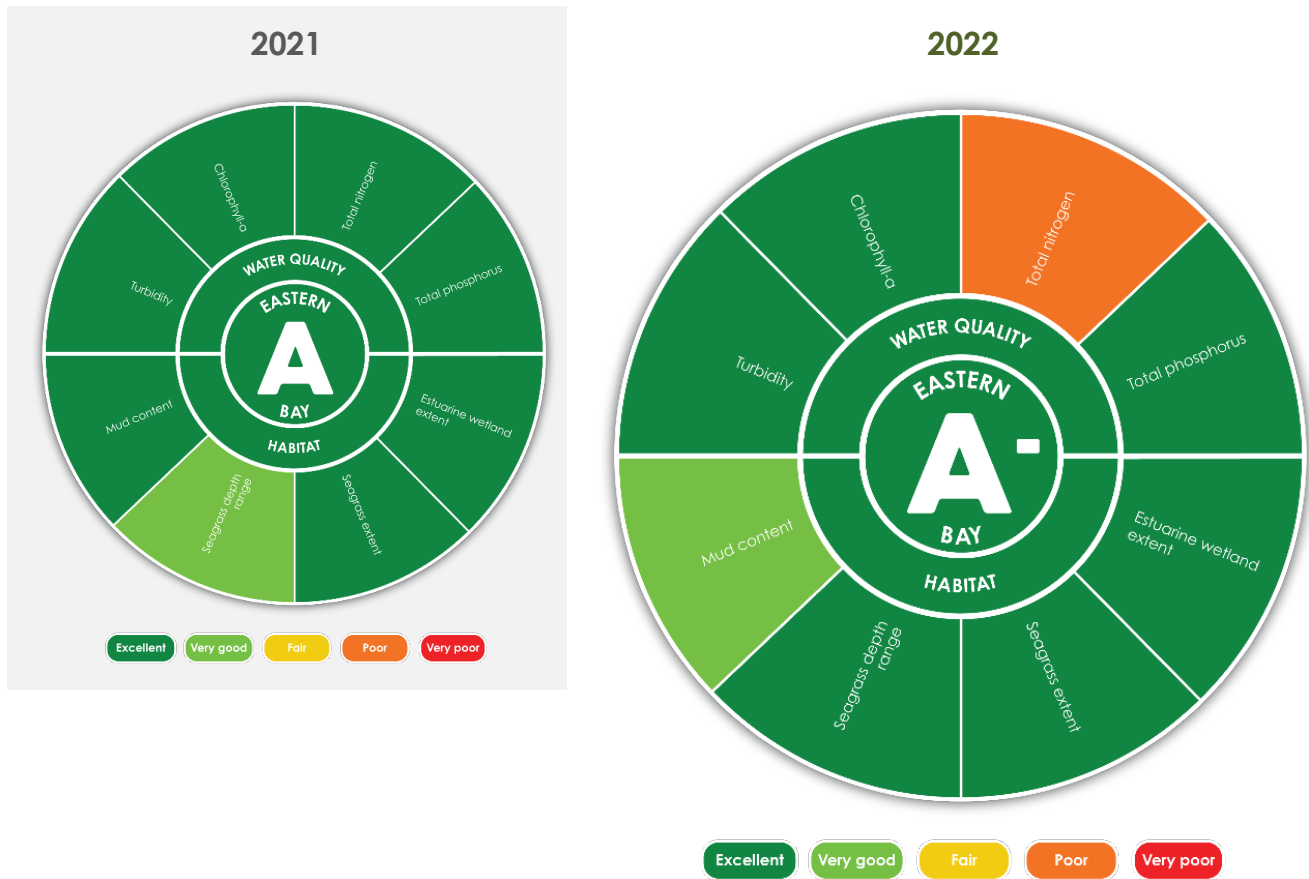 2021
Chlorophyll-a
Total nitrogen
Turbidity
Total phosphorus
WATER QUALITY
EASTERN
A
BAY
HABITAT
Mud content
Estuarine wetland
extent
Seagrass depth
range
Seagrass extent
Excellent
Very good
Fair
Poor
Very poor
2022
Chlorophyll-a
Total nitrogen
Turbidity
Total phosphorus
WATER QUALITY
EASTERN
A-
BAY
HABITAT
Mud content
Estuarine wetland
extent
Seagrass depth
range
Seagrass extent
Excellent
Very good
Fair
Poor
Very poor